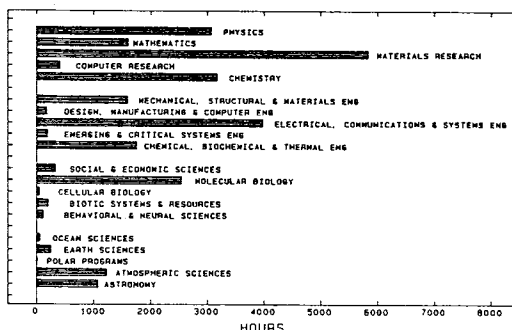 PHYSICS
MATHEMATICS
MATERIALS RESEARCH
COMPUTER RESEARCH
CHEMISTRY
MECHANICAL, STRUCTURAL & MATERIALS ENG
DESIGN, MANUFACTURING & COMPUTER ENG
ELECTRICAL, COMMUNICATIONS & SYSTEMS ENG
EMERGING & CRITICAL SYSTEMS ENG
CHEMICAL, BIOCHEMICAL & THERMAL ENG
SOCIAL & ECONOMIC SCIENCES
MOLECULAR BIOLOGY
CELLULAR BIOLOGY
BIOTIC SYSTEMS & RESOURCES
BEHAVIORAL & NEURAL SCIENCES
OCEAN SCIENCES
EARTH SCIENCES
POLAR PROGRAMS
ATMOSPHERIC SCIENCES
ASTRONOMY
0 1000 2000 3000 4000 5000 6000 7000 8000
HOURS